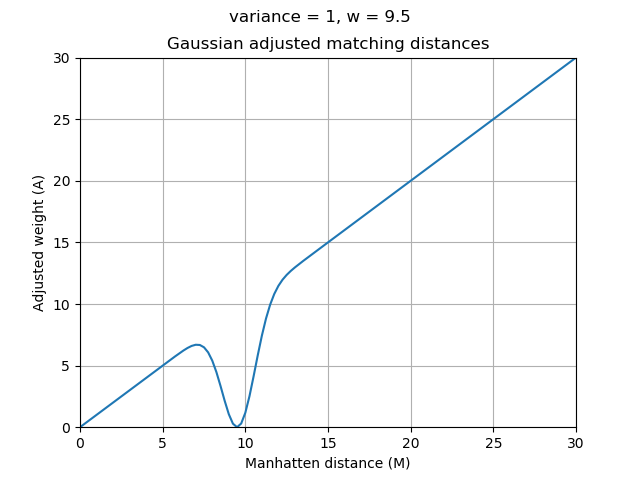 variance = 1, w = 9.5
Gaussian adjusted matching distances
30
25
20
15
10
5
0
Adjusted weight (A)
0 5 10 15 20 25 30
Manhatten distance (M)